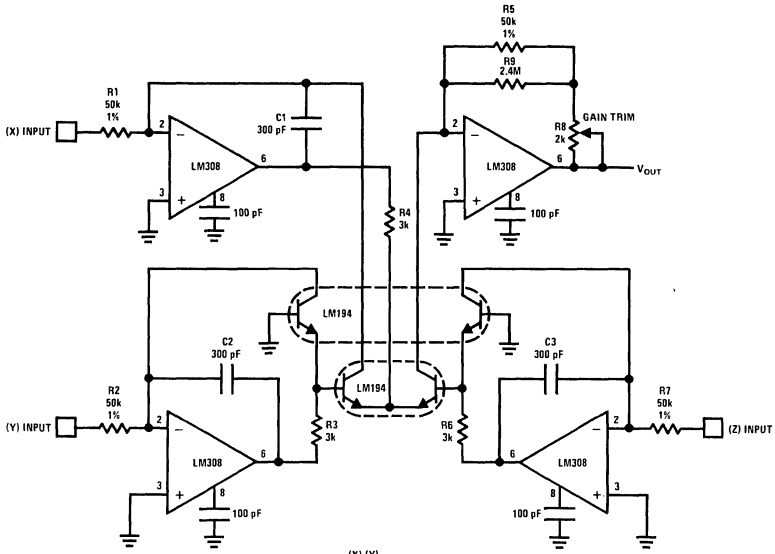 R1
50k
1%
(X) INPUT
2
−
LM308
+
3
6
8
100 pF
C1
300 pF
R4
3k
R5
50k
1%
R9
2.4M
2
−
LM308
+
3
6
8
100 pF
R8
2k
GAIN TRIM
VOUT
LM194
LM194
C2
300 pF
R2
50k
1%
(Y) INPUT
2
−
LM308
+
3
6
8
100 pF
R3
3k
R6
3k
C3
300 pF
R7
50k
1%
(Z) INPUT
2
−
LM308
+
3
6
8
100 pF